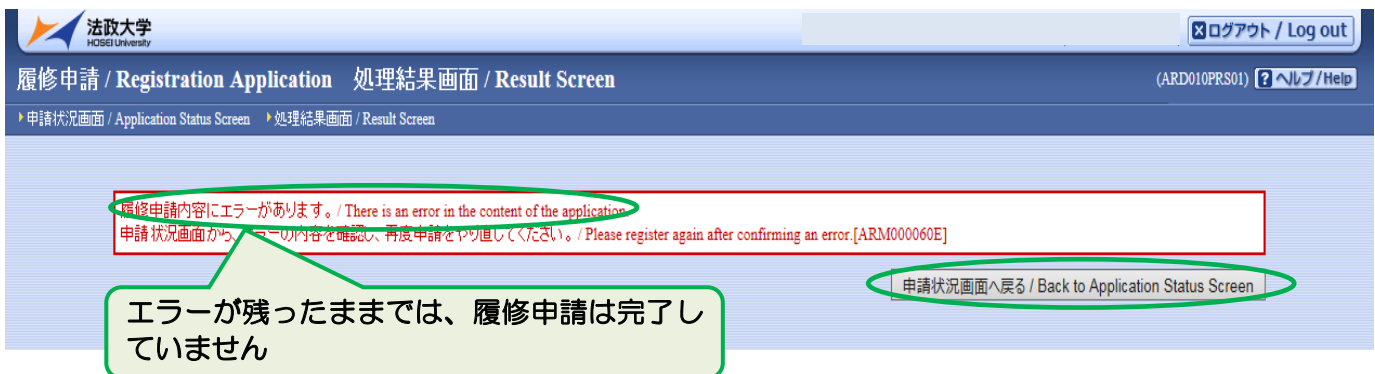 法政大学
HOSEI University
ログアウト / Log out
履修申請 / Registration Application 処理結果画面 / Result Screen
(ARD010PRS01) ? ヘルプ/Help
申請状況画面 / Application Status Screen 処理結果画面 / Result Screen
履修申請内容にエラーがあります。/ There is an error in the content of the application.
申請状況画面から、エラーの内容を確認し、再度申請をやり直してください。/ Please register again after confirming an error.[ARM000060E]
申請状況画面へ戻る / Back to Application Status Screen
エラーが残ったままでは、履修申請は完了し
ていません